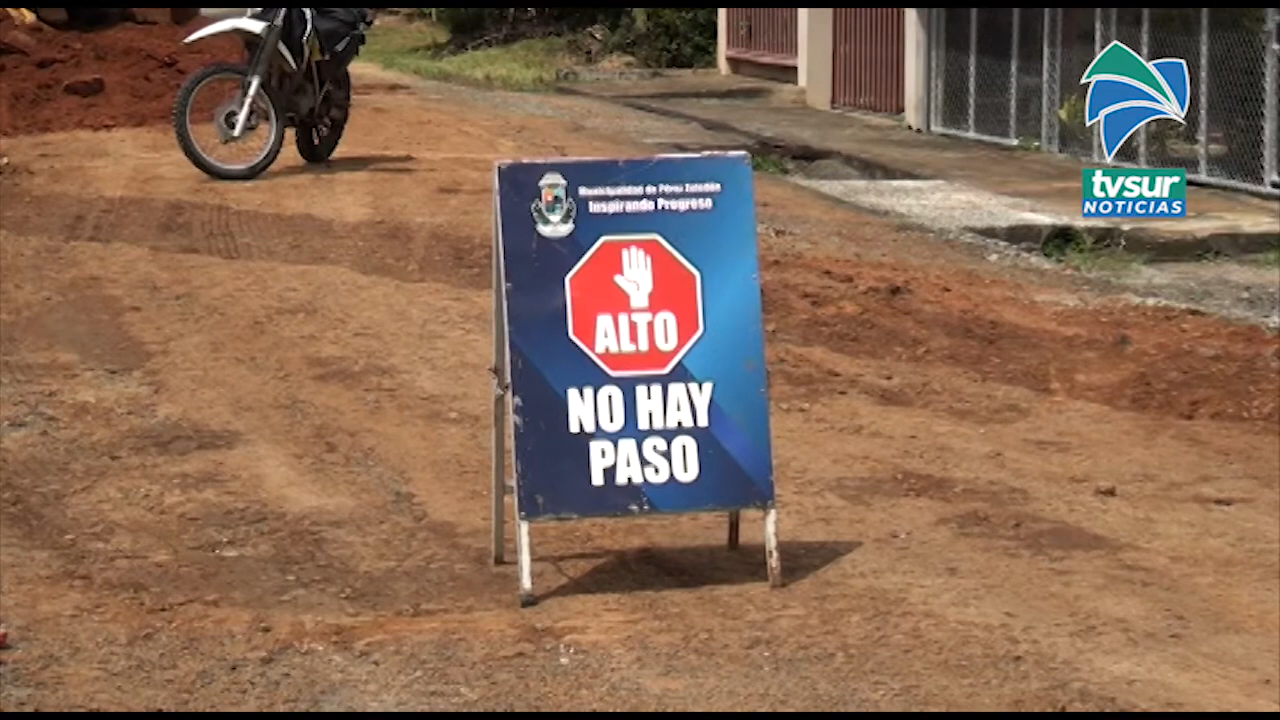 Municipalidad de Pérez Zeledón
Inspirando Progreso
ALTO
NO HAY
PASO
tvsur
NOTICIAS